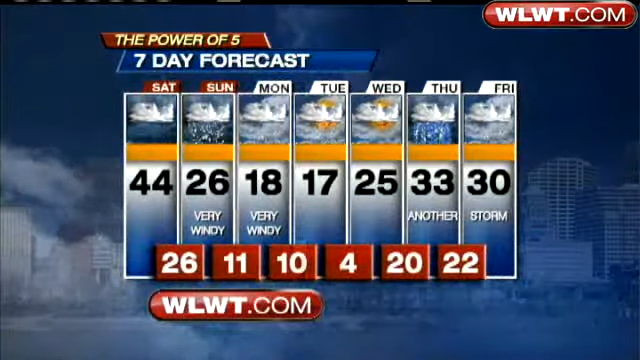 WLWT.COM
THE POWER OF 5
7 DAY FORECAST
SAT SUN MON TUE WED THU FRI
44 26 18 17 25 33 30
VERY WINDY VERY WINDY ANOTHER STORM
26 11 10 4 20 22
WLWT.COM